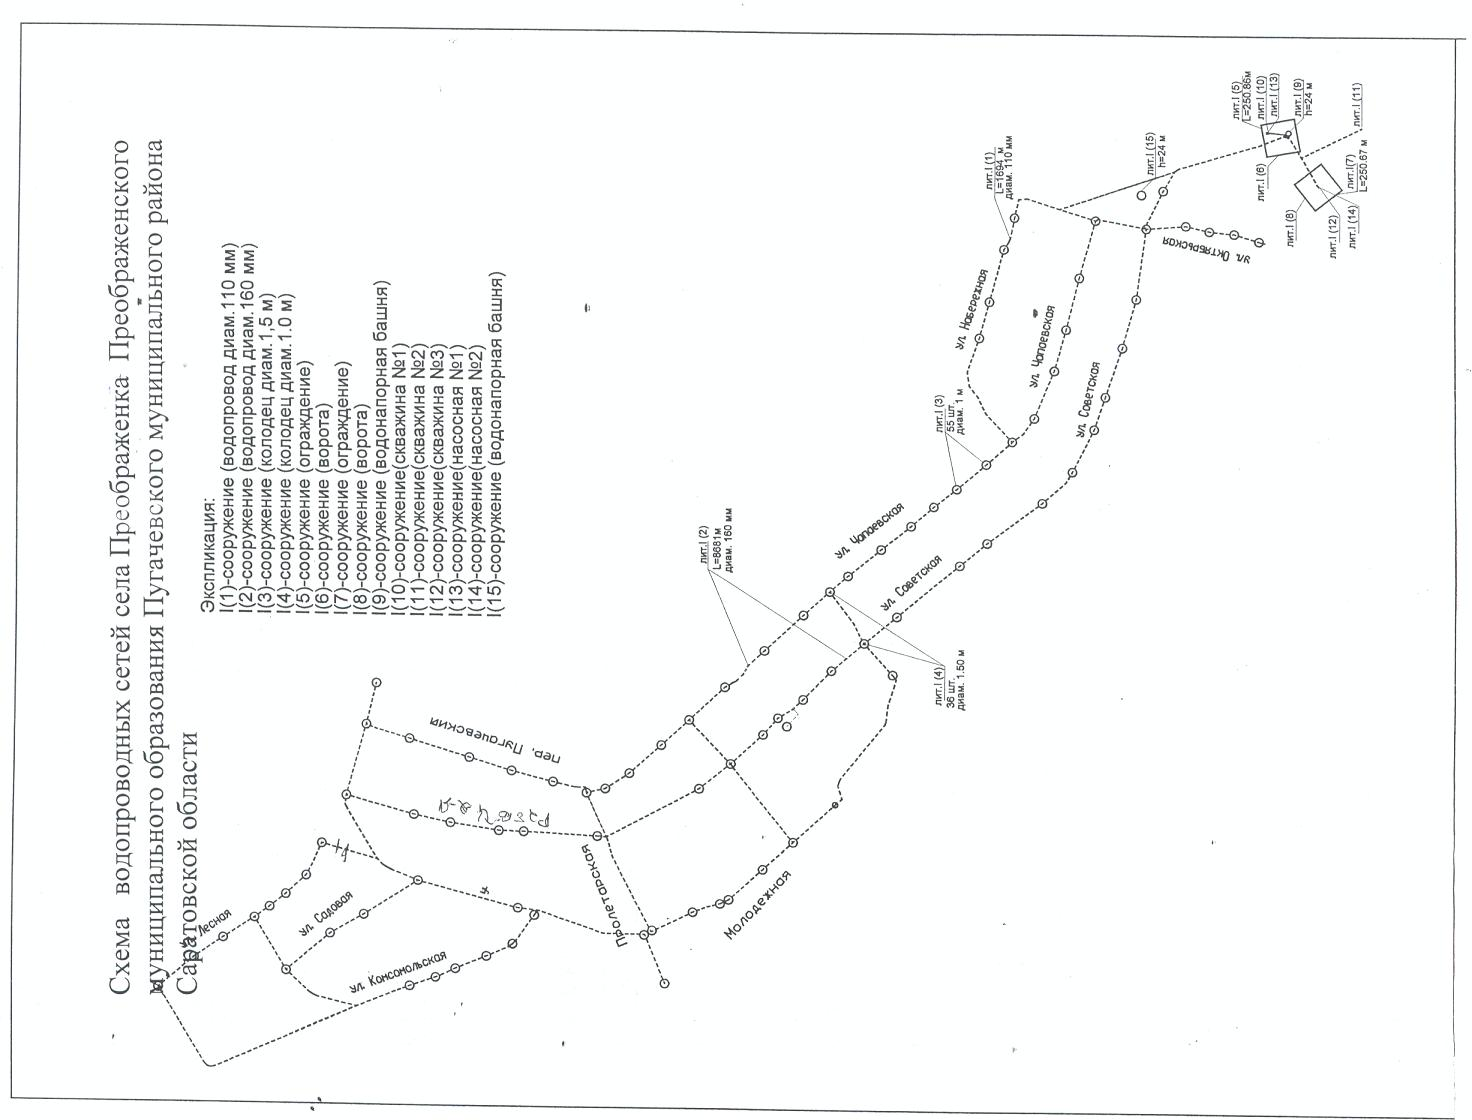 Схема водопроводных сетей села Преображенка Преображенского
муниципального образования Пугачевского муниципального района
Саратовской области
Экспликация:
I(1)-сооружение (водопровод диам.110 мм)
I(2)-сооружение (водопровод диам.160 мм)
I(3)-сооружение (колодец диам.1,5 м)
I(4)-сооружение (колодец диам.1.0 м)
I(5)-сооружение (ограждение)
I(6)-сооружение (ворота)
I(7)-сооружение (ограждение)
I(8)-сооружение (ворота)
I(9)-сооружение (водонапорная башня)
I(10)-сооружение(скважина №1)
I(11)-сооружение(скважина №2)
I(12)-сооружение(скважина №3)
I(13)-сооружение(насосная №1)
I(14)-сооружение(насосная №2)
I(15)-сооружение (водонапорная башня)
ул. Лесная
ул. Садовая
ул. Комсомольская
пер. Пугачевский
Пролетарская
Молодежная
лит.I (2)
L=8681м
диам. 160 мм
ул. Чапаевская
ул. Советская
лит.I (4)
36 шт.
диам. 1.50 м
лит.I (3)
55 шт.
диам. 1 м
ул. Набережная
ул. Чапаевская
ул. Советская
лит.I (1)
L=1694 м
диам. 110 мм
лит.I (15)
h=24 м
ул. Октябрьская
лит.I (5)
L=250.86м
лит.I (10)
лит.I (13)
лит.I (9)
h=24 м
лит.I (11)
лит.I (6)
лит.I (8)
лит.I (12)
лит.I (14)
лит.I(7)
L=250.67 м